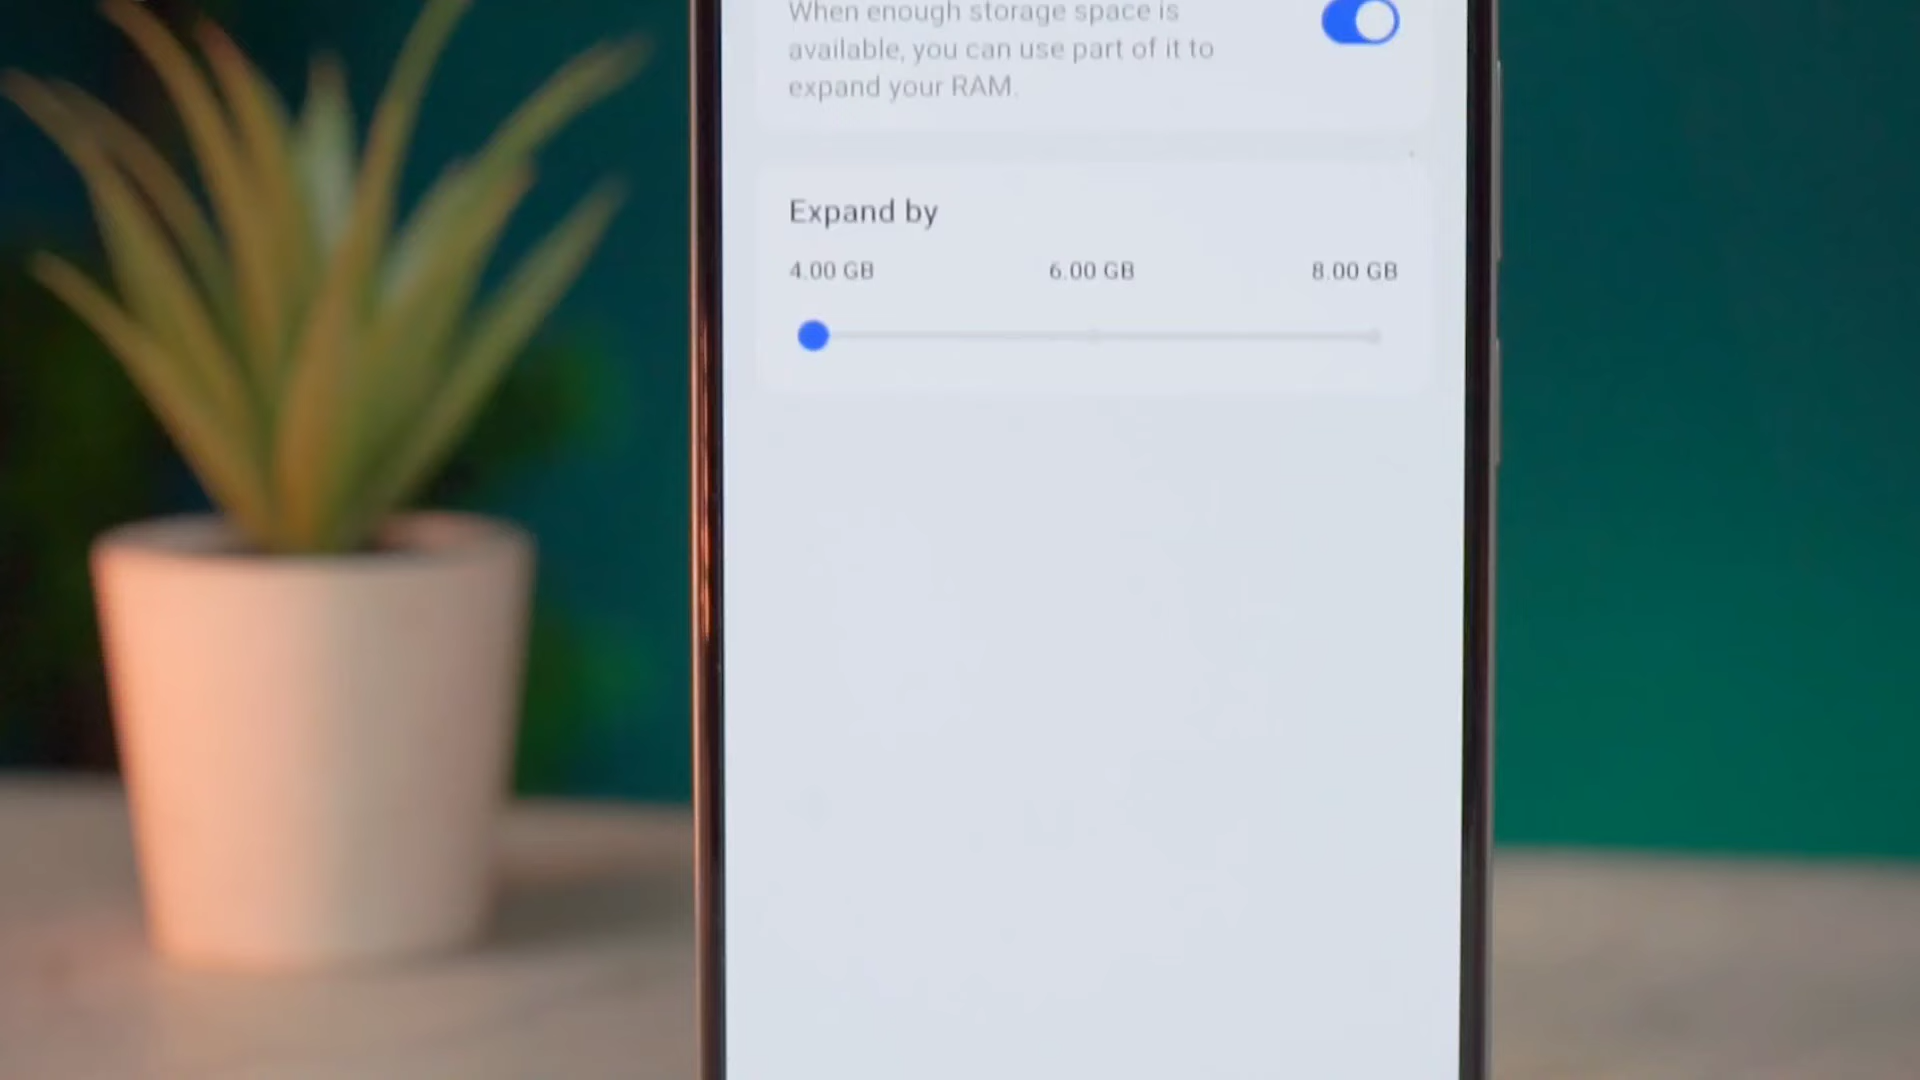 When enough storage space is
available, you can use part of it to
expand your RAM.
Expand by
4.00 GB 6.00 GB 8.00 GB